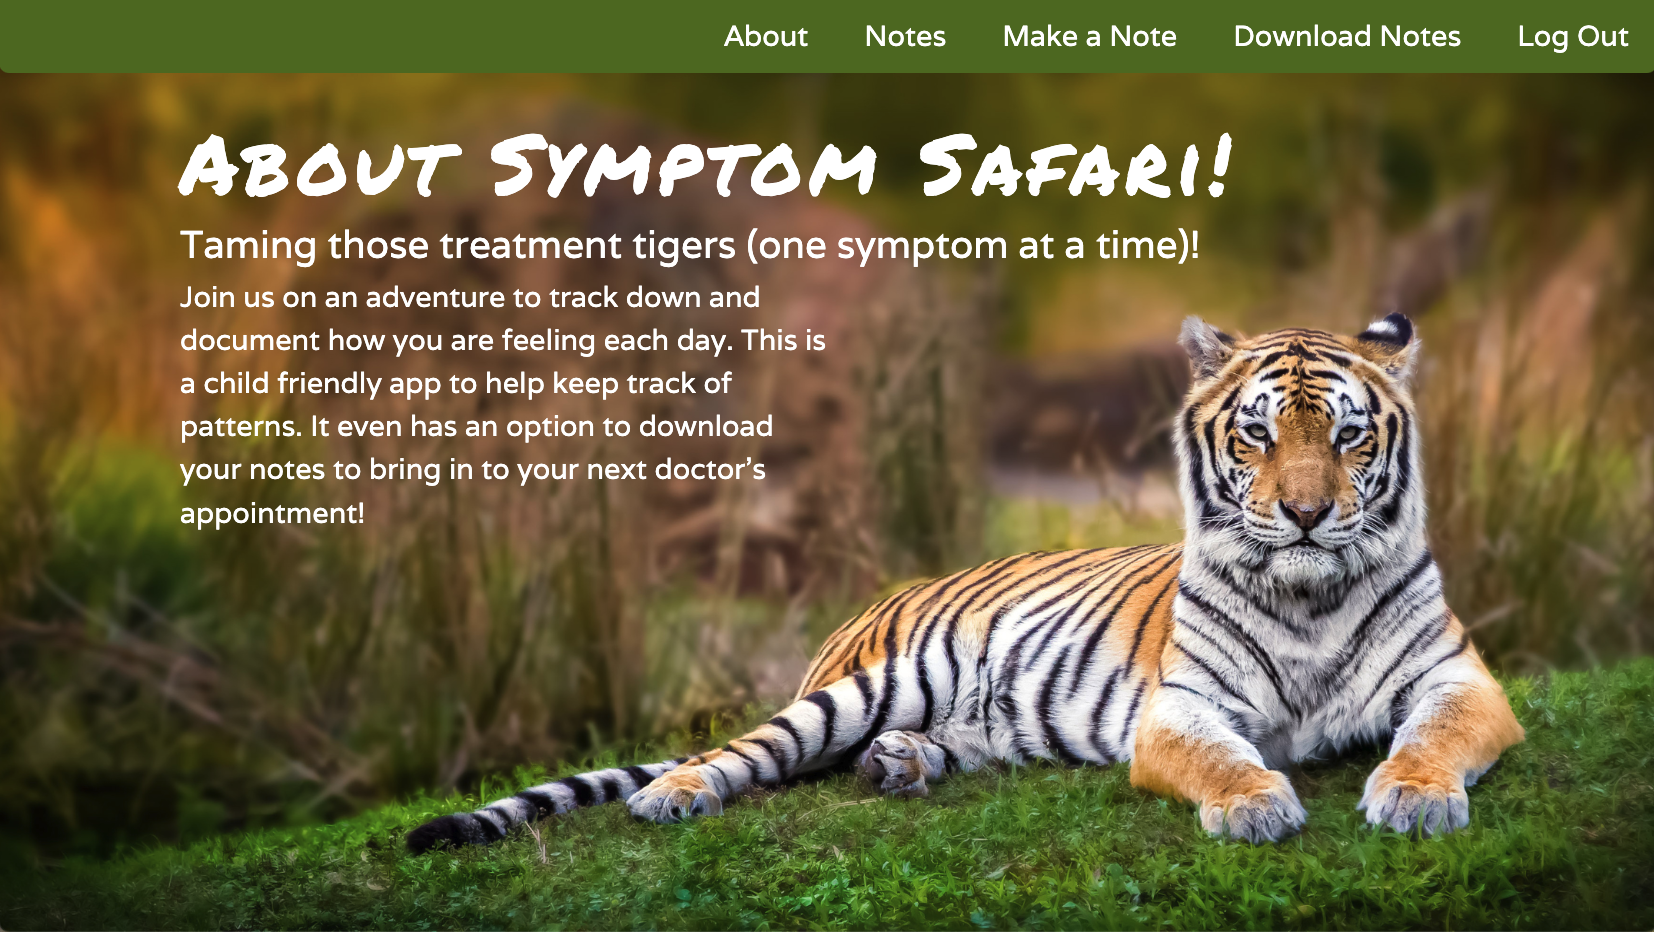 About Notes Make a Note Download Notes Log Out
About Symptom Safari!
Taming those treatment tigers (one symptom at a time)!
Join us on an adventure to track down and
document how you are feeling each day. This is
a child friendly app to help keep track of
patterns. It even has an option to download
your notes to bring in to your next doctor's
appointment!